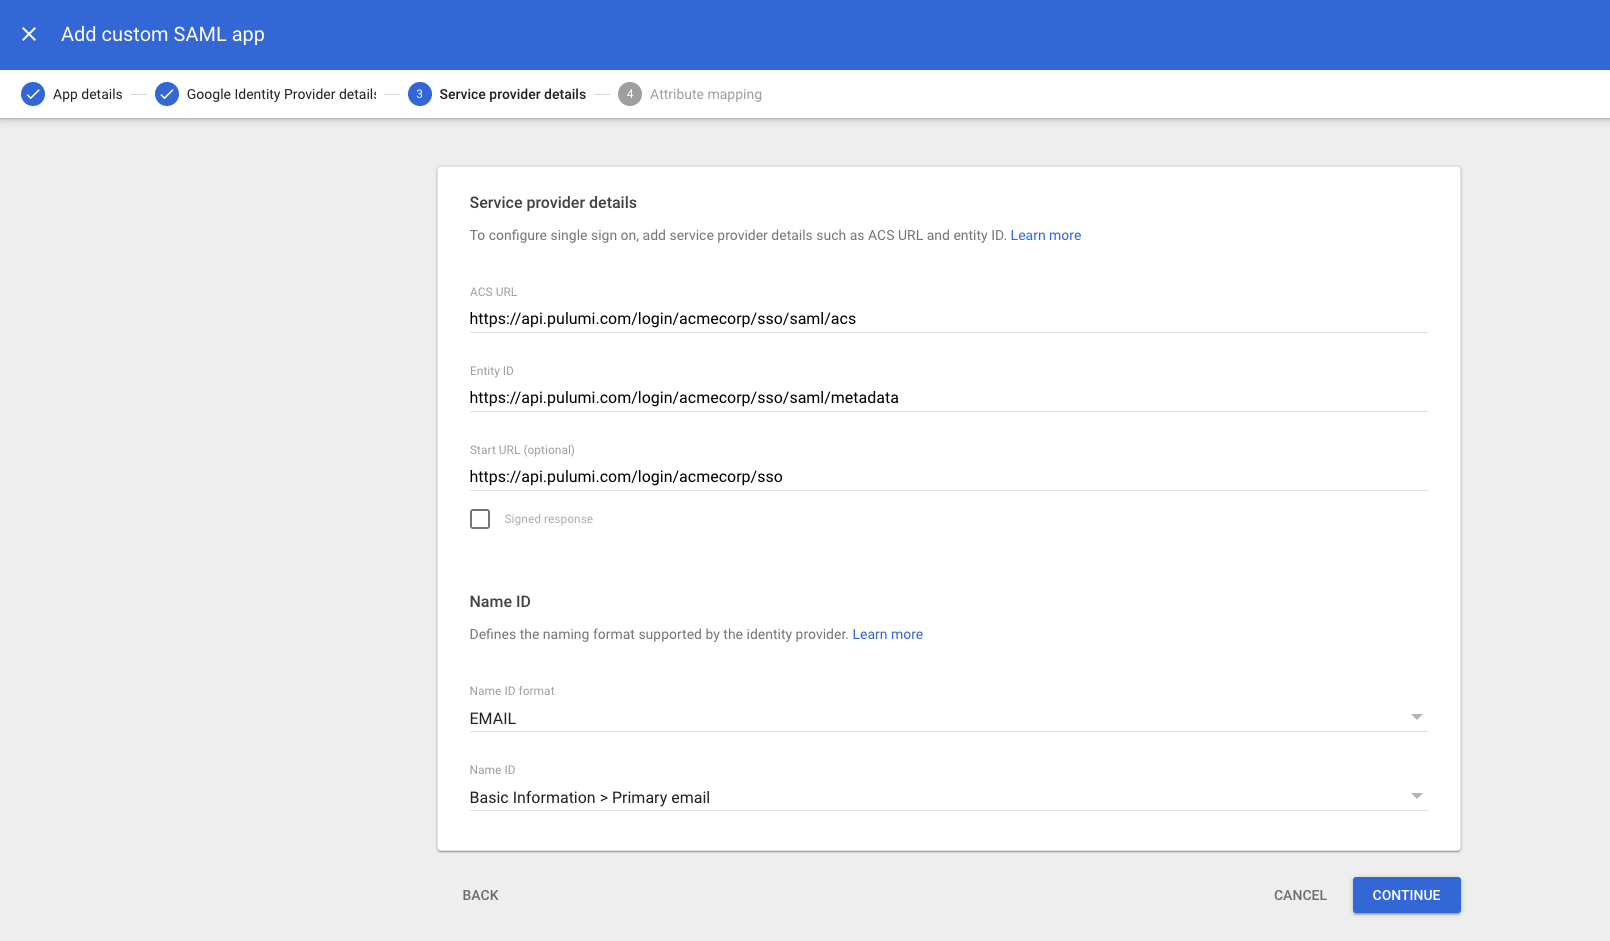 Add custom SAML app
App details
Google Identity Provider details
3 Service provider details
4 Attribute mapping
Service provider details
To configure single sign on, add service provider details such as ACS URL and entity ID. Learn more
ACS URL
https://api.pulumi.com/login/acmecorp/sso/saml/acs
Entity ID
https://api.pulumi.com/login/acmecorp/sso/saml/metadata
Start URL (optional)
https://api.pulumi.com/login/acmecorp/sso
Signed response
Name ID
Defines the naming format supported by the identity provider. Learn more
Name ID format
EMAIL
Name ID
Basic Information > Primary email
BACK
CANCEL
CONTINUE